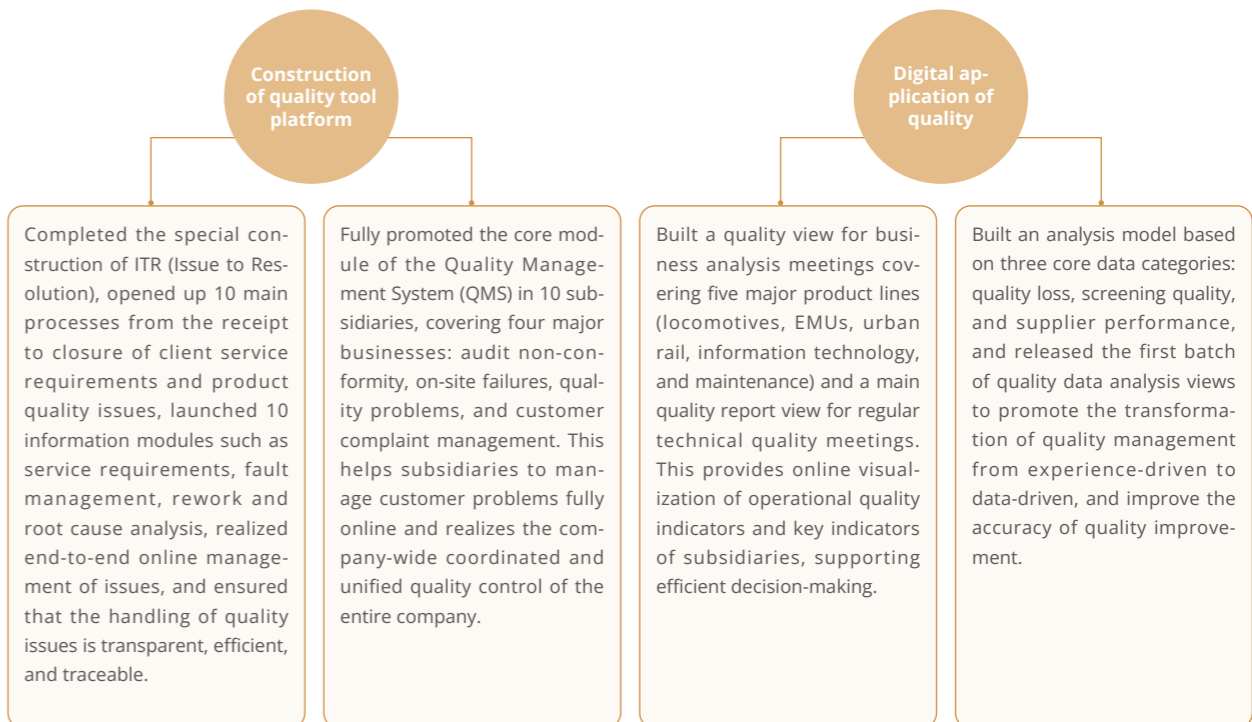 Construction
of quality tool
platform
Digital ap-
plication of
quality
Completed the special con-
struction of ITR (Issue to Res-
olution), opened up 10 main
processes from the receipt
to closure of client service
requirements and product
quality issues, launched 10
information modules such as
service requirements, fault
management, rework and
root cause analysis, realized
end-to-end online manage-
ment of issues, and ensured
that the handling of quality
issues is transparent, efficient,
and traceable.
Fully promoted the core mod-
ule of the Quality Manage-
ment System (QMS) in 10 sub-
sidiaries, covering four major
businesses: audit non-con-
formity, on-site failures, qual-
ity problems, and customer
complaint management. This
helps subsidiaries to man-
age customer problems fully
online and realizes the com-
pany-wide coordinated and
unified quality control of the
entire company.
Built a quality view for busi-
ness analysis meetings cov-
ering five major product lines
(locomotives, EMUs, urban
rail, information technology,
and maintenance) and a main
quality report view for regular
technical quality meetings.
This provides online visual-
ization of operational quality
indicators and key indicators
of subsidiaries, supporting
efficient decision-making.
Built an analysis model based
on three core data categories:
quality loss, screening quality,
and supplier performance,
and released the first batch
of quality data analysis views
to promote the transforma-
tion of quality management
from experience-driven to
data-driven, and improve the
accuracy of quality improve-
ment.